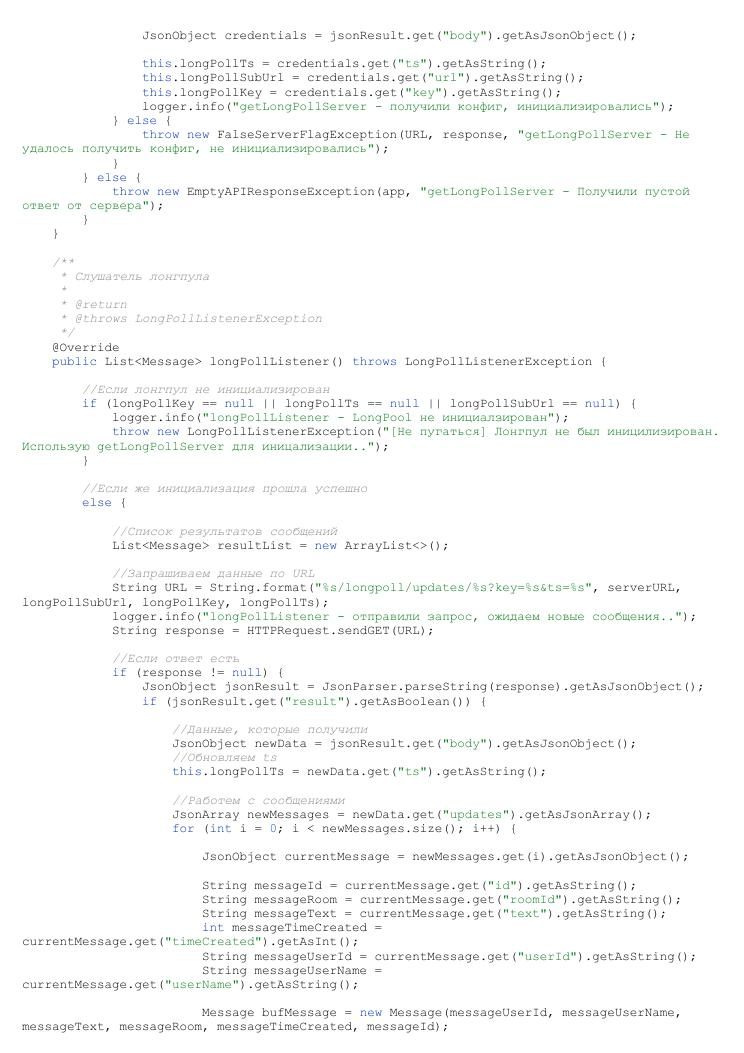 JsonObject credentials = jsonResult.get("body").getAsJsonObject();

                this.longPollTs = credentials.get("ts").getAsString();
                this.longPollSubUrl = credentials.get("url").getAsString();
                this.longPollKey = credentials.get("key").getAsString();
                logger.info("getLongPollServer - получили конфиг, инициализировались");
            } else {
                throw new FalseServerFlagException(URL, response, "getLongPollServer - Не
удалось получить конфиг, не инициализировались");
            }
        } else {
            throw new EmptyAPIResponseException(app, "getLongPollServer - Получили пустой
ответ от сервера");
        }
    }

    /**
     * Слушатель лонгпула
     *
     * @return
     * @throws LongPollListenerException
     */
    @Override
    public List<Message> longPollListener() throws LongPollListenerException {

        //Если лонгпул не инициализирован
        if (longPollKey == null || longPollTs == null || longPollSubUrl == null) {
            logger.info("longPollListener - LongPool не инициалзирован");
            throw new LongPollListenerException("[Не пугаться] Лонгпул не был иницилизирован.
Использую getLongPollServer для иницализации..");
        }

        //Если же инициализация прошла успешно
        else {

            //Список результатов сообщений
            List<Message> resultList = new ArrayList<>();

            //Запрашиваем данные по URL
            String URL = String.format("%s/longpoll/updates/%s?key=%s&ts=%s", serverURL,
longPollSubUrl, longPollKey, longPollTs);
            logger.info("longPollListener - отправили запрос, ожидаем новые сообщения..");
            String response = HTTPRequest.sendGET(URL);

            //Если ответ есть
            if (response != null) {
                JsonObject jsonResult = JsonParser.parseString(response).getAsJsonObject();
                if (jsonResult.get("result").getAsBoolean()) {

                    //Данные, которые получили
                    JsonObject newData = jsonResult.get("body").getAsJsonObject();
                    //Обновляем ts
                    this.longPollTs = newData.get("ts").getAsString();

                    //Работем с сообщениями
                    JsonArray newMessages = newData.get("updates").getAsJsonArray();
                    for (int i = 0; i < newMessages.size(); i++) {

                        JsonObject currentMessage = newMessages.get(i).getAsJsonObject();

                        String messageId = currentMessage.get("id").getAsString();
                        String messageRoom = currentMessage.get("roomId").getAsString();
                        String messageText = currentMessage.get("text").getAsString();
                        int messageTimeCreated =
currentMessage.get("timeCreated").getAsInt();
                        String messageUserId = currentMessage.get("userId").getAsString();
                        String messageUserName =
currentMessage.get("userName").getAsString();

                        Message bufMessage = new Message(messageUserId, messageUserName,
messageText, messageRoom, messageTimeCreated, messageId);